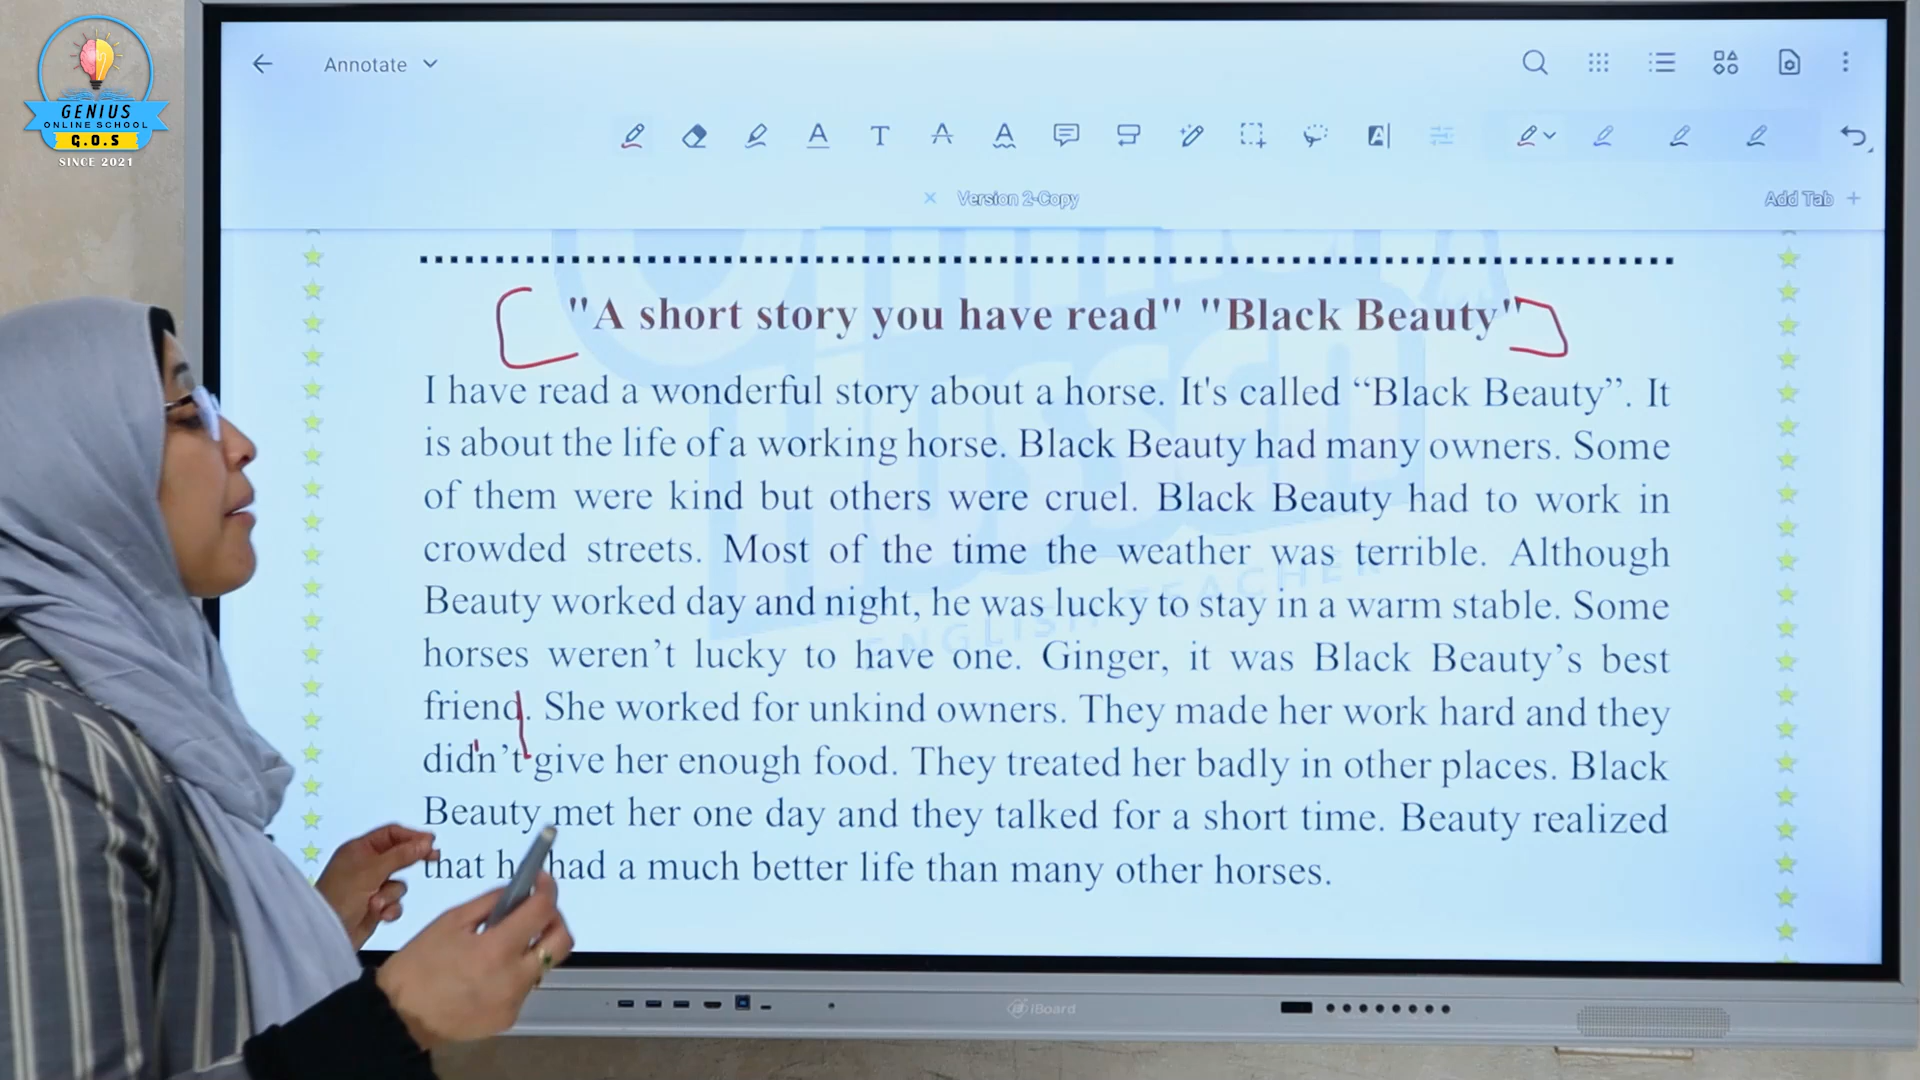 GENIUS
ONLINE SCHOOL
G.O.S
SINCE 2021
Annotate
Version 2-Copy
Add Tab
"A short story you have read" "Black Beauty"
I have read a wonderful story about a horse. It's called “Black Beauty”. It
is about the life of a working horse. Black Beauty had many owners. Some
of them were kind but others were cruel. Black Beauty had to work in
crowded streets. Most of the time the weather was terrible. Although
Beauty worked day and night, he was lucky to stay in a warm stable. Some
horses weren’t lucky to have one. Ginger, it was Black Beauty’s best
friend. She worked for unkind owners. They made her work hard and they
didn’t give her enough food. They treated her badly in other places. Black
Beauty met her one day and they talked for a short time. Beauty realized
that had a much better life than many other horses.
ENGLISH TEACHER
iBoard